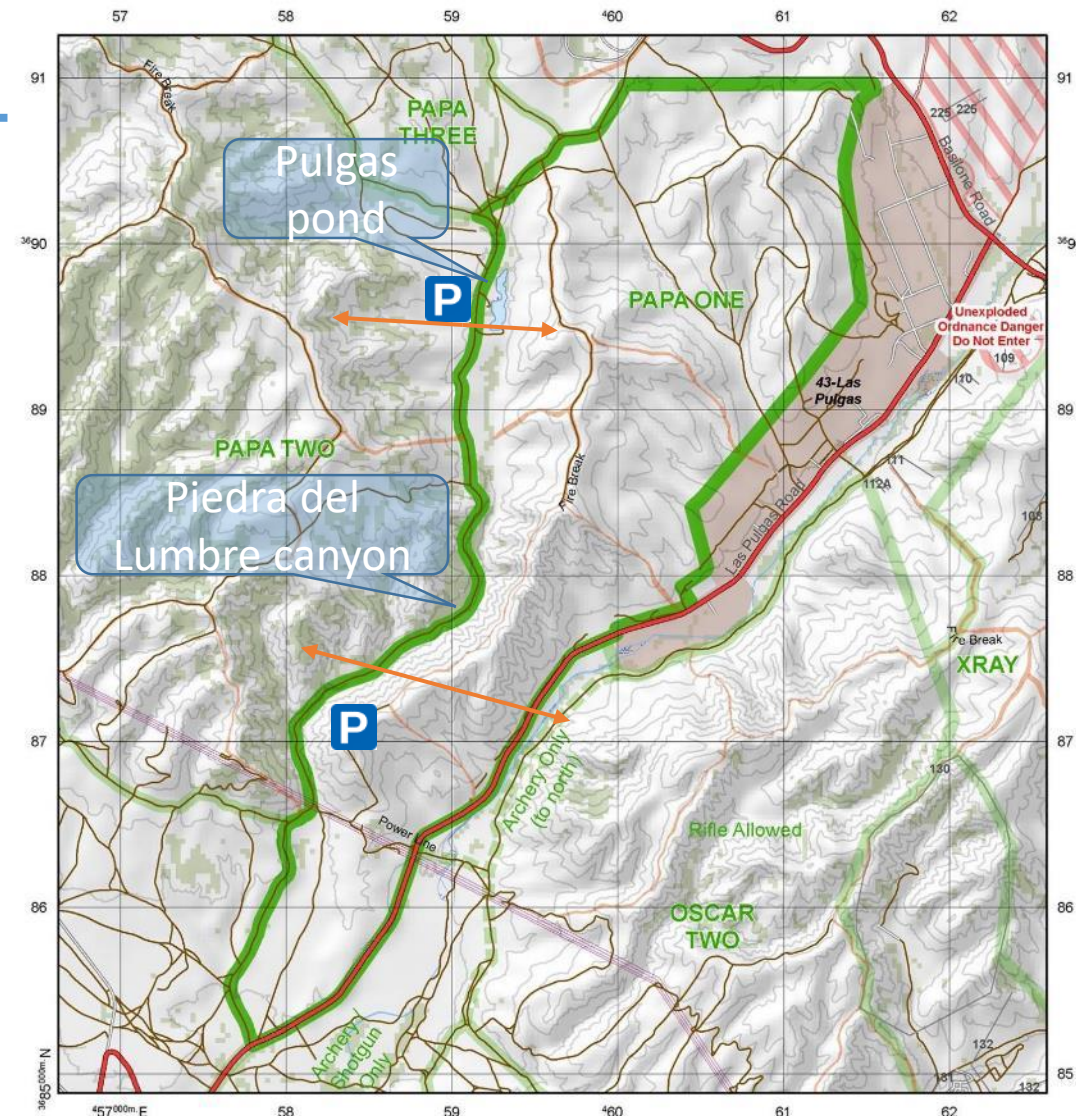 57 58 59 ⁴60 61 62
91 91
Fire Break
PAPA
THREE
225 225
Basilone Road
Pulgas
pond
³⁶90 ³⁶9
P
PAPA ONE
Unexploded
Ordnance Danger
Do Not Enter
109
110
43-Las
Pulgas
89 89
PAPA TWO
Fire Break
111
112A
Piedra del
Lumbre canyon
108
Las Pulgas Road
88 88
Fire Break
XRAY
P
87 87
Archery Only
(to north)
130
Power Line
Rifle Allowed
86 86
OSCAR
TWO
Archery /
Shotgun
Only
132
131
132
³⁶85⁰⁰⁰ᵐ· N 85
⁴57⁰⁰⁰ᵐ· E 58 59 ⁴60 61 62